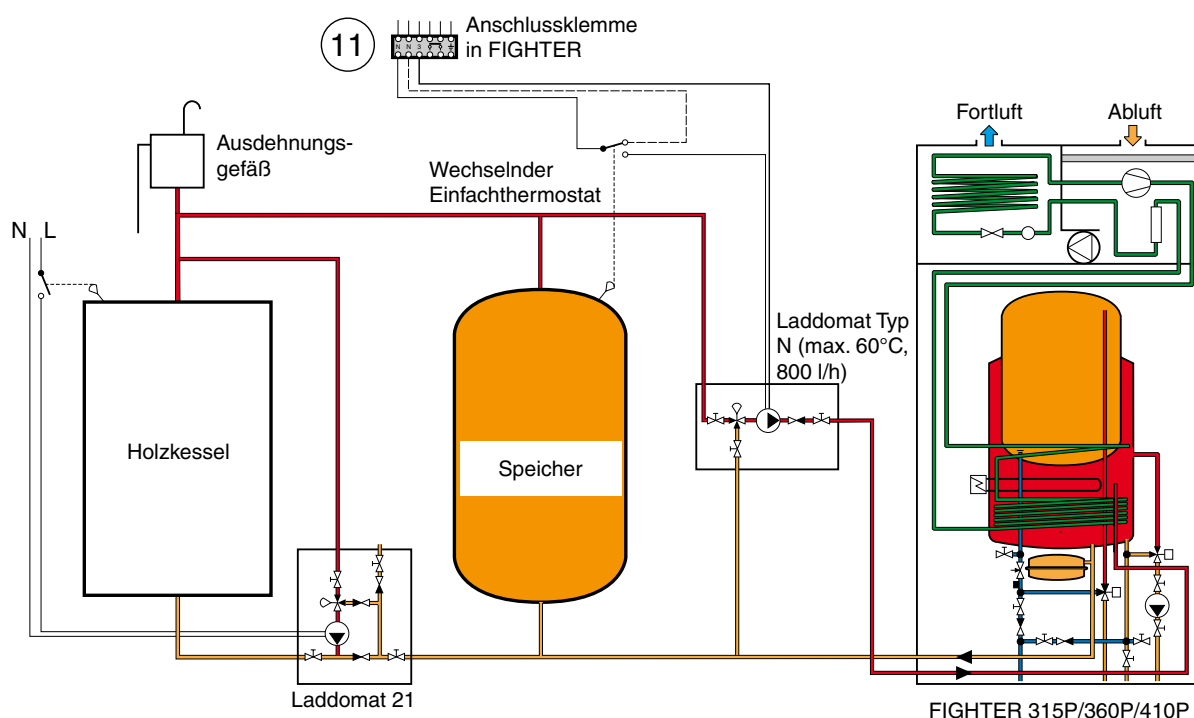 11
Anschlussklemme
in FIGHTER
N N 3
Fortluft
Abluft
Ausdehnungs-
gefäß
Wechselnder
Einfachthermostat
N L
Laddomat Typ
N (max. 60°C,
800 l/h)
Holzkessel
Speicher
Laddomat 21
FIGHTER 315P/360P/410P